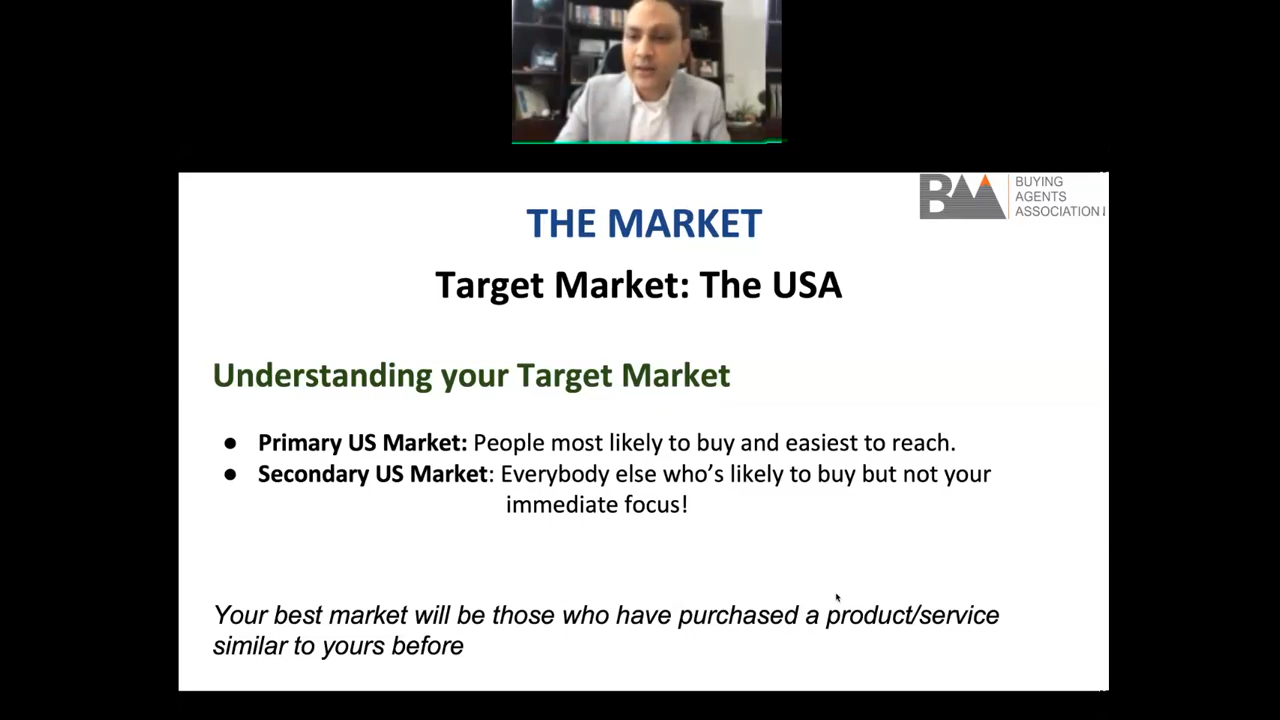 BAA
BUYING
AGENTS
ASSOCIATION
THE MARKET
Target Market: The USA
Understanding your Target Market
● Primary US Market: People most likely to buy and easiest to reach.
● Secondary US Market: Everybody else who’s likely to buy but not your
immediate focus!
Your best market will be those who have purchased a product/service
similar to yours before